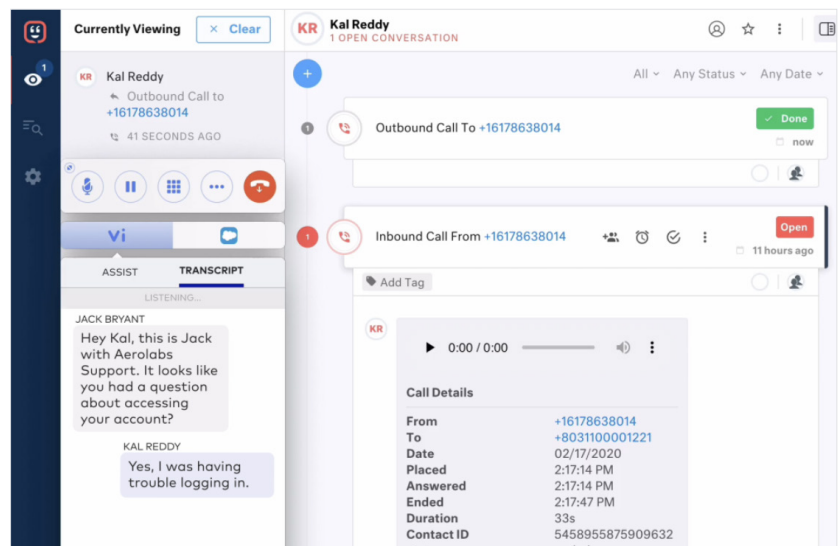 Currently Viewing
× Clear
KR Kal Reddy
1 OPEN CONVERSATION
1
KR Kal Reddy
Outbound Call to
+16178638014
41 SECONDS AGO
Vi
ASSIST TRANSCRIPT
LISTENING...
JACK BRYANT
Hey Kal, this is Jack
with Aerolabs
Support. It looks like
you had a question
about accessing
your account?
KAL REDDY
Yes, I was having
trouble logging in.
+
All Any Status Any Date
1 Outbound Call To +16178638014
Done
now
1 Inbound Call From +16178638014
Open
11 hours ago
Add Tag
KR
0:00 / 0:00
Call Details
From +16178638014
To +8031100001221
Date 02/17/2020
Placed 2:17:14 PM
Answered 2:17:14 PM
Ended 2:17:47 PM
Duration 33s
Contact ID 5458955875909632